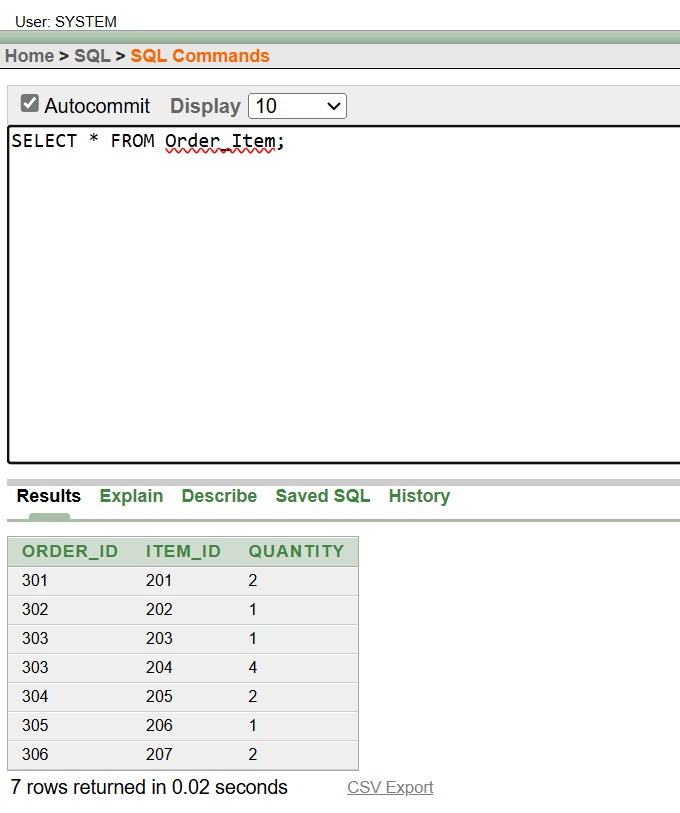 User: SYSTEM
Home > SQL > SQL Commands
Autocommit Display 10
SELECT * FROM Order_Item;
Results Explain Describe Saved SQL History
ORDER_ID ITEM_ID QUANTITY
301 201 2
302 202 1
303 203 1
303 204 4
304 205 2
305 206 1
306 207 2
7 rows returned in 0.02 seconds CSV Export